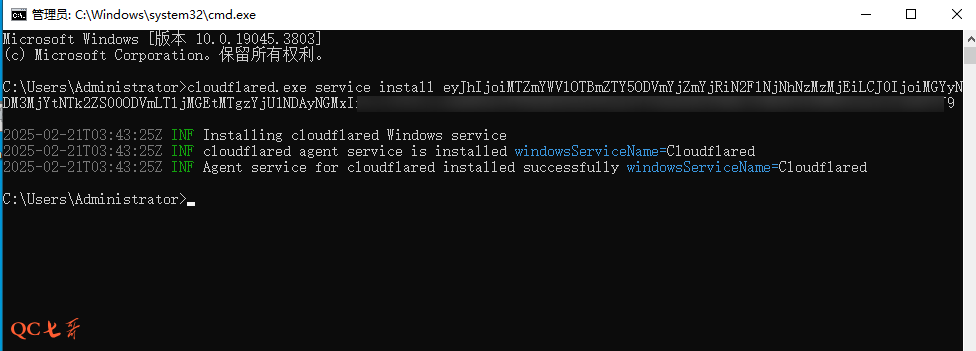 管理员: C:\Windows\system32\cmd.exe
Microsoft Windows [版本 10.0.19045.3803]
(c) Microsoft Corporation。保留所有权利。
C:\Users\Administrator>cloudflared.exe service install eyJhIjoiMTZmYWV1OTBmZTY5ODVmYjZmYjRiN2F1NjNhNzMzMjEiLCJ0IjoiMGYyN
DM3MjYtNTk2ZS00ODVmLTljMGEtMTgzYjU1NDAyNGMxI
2025-02-21T03:43:25Z INF Installing cloudflared Windows service
2025-02-21T03:43:25Z INF cloudflared agent service is installed windowsServiceName=Cloudflared
2025-02-21T03:43:25Z INF Agent service for cloudflared installed successfully windowsServiceName=Cloudflared
C:\Users\Administrator>
QC七哥